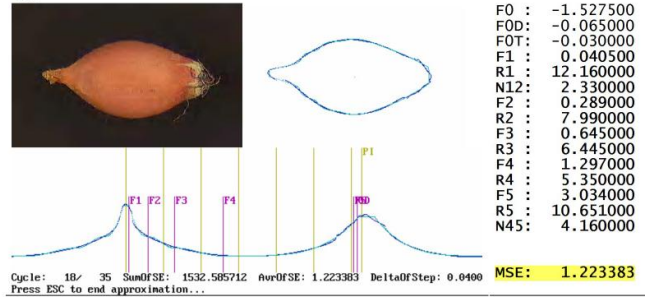 F0 : -1.527500
F0D: -0.065000
F0T: -0.030000
F1 : 0.040505
R1 : 12.160000
N12: 2.330000
F2 : 0.289000
R2 : 7.990000
F3 : 0.645000
R3 : 6.445000
F4 : 1.297000
R4 : 5.350000
F5 : 3.034000
R5 : 10.651000
N45: 4.160000
PI
F1 F2 F3 F4
Cycle: 18/ 35 SumOfSE: 1532.585712 AvrOfSE: 1.223383 DeltaOfStep: 0.0400
Press ESC to end approximation...
MSE: 1.223383